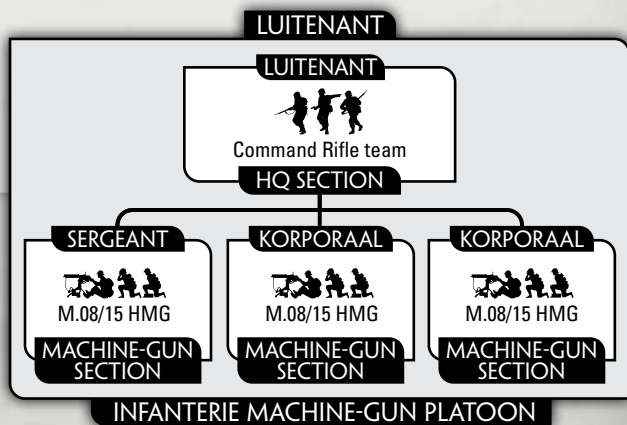 LUITENANT
LUITENANT
Command Rifle team
HQ SECTION
SERGEANT
M.08/15 HMG
MACHINE-GUN
SECTION
KORPORAAL
M.08/15 HMG
MACHINE-GUN
SECTION
KORPORAAL
M.08/15 HMG
MACHINE-GUN
SECTION
INFANTERIE MACHINE-GUN PLATOON